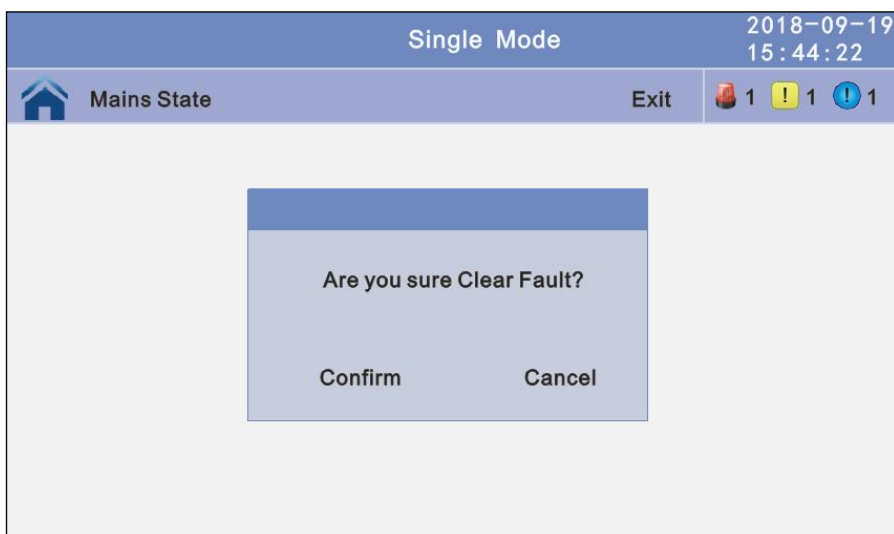 Single Mode
2018-09-19
15:44:22
Mains State
Exit
1
! 1
! 1
Are you sure Clear Fault?
Confirm
Cancel